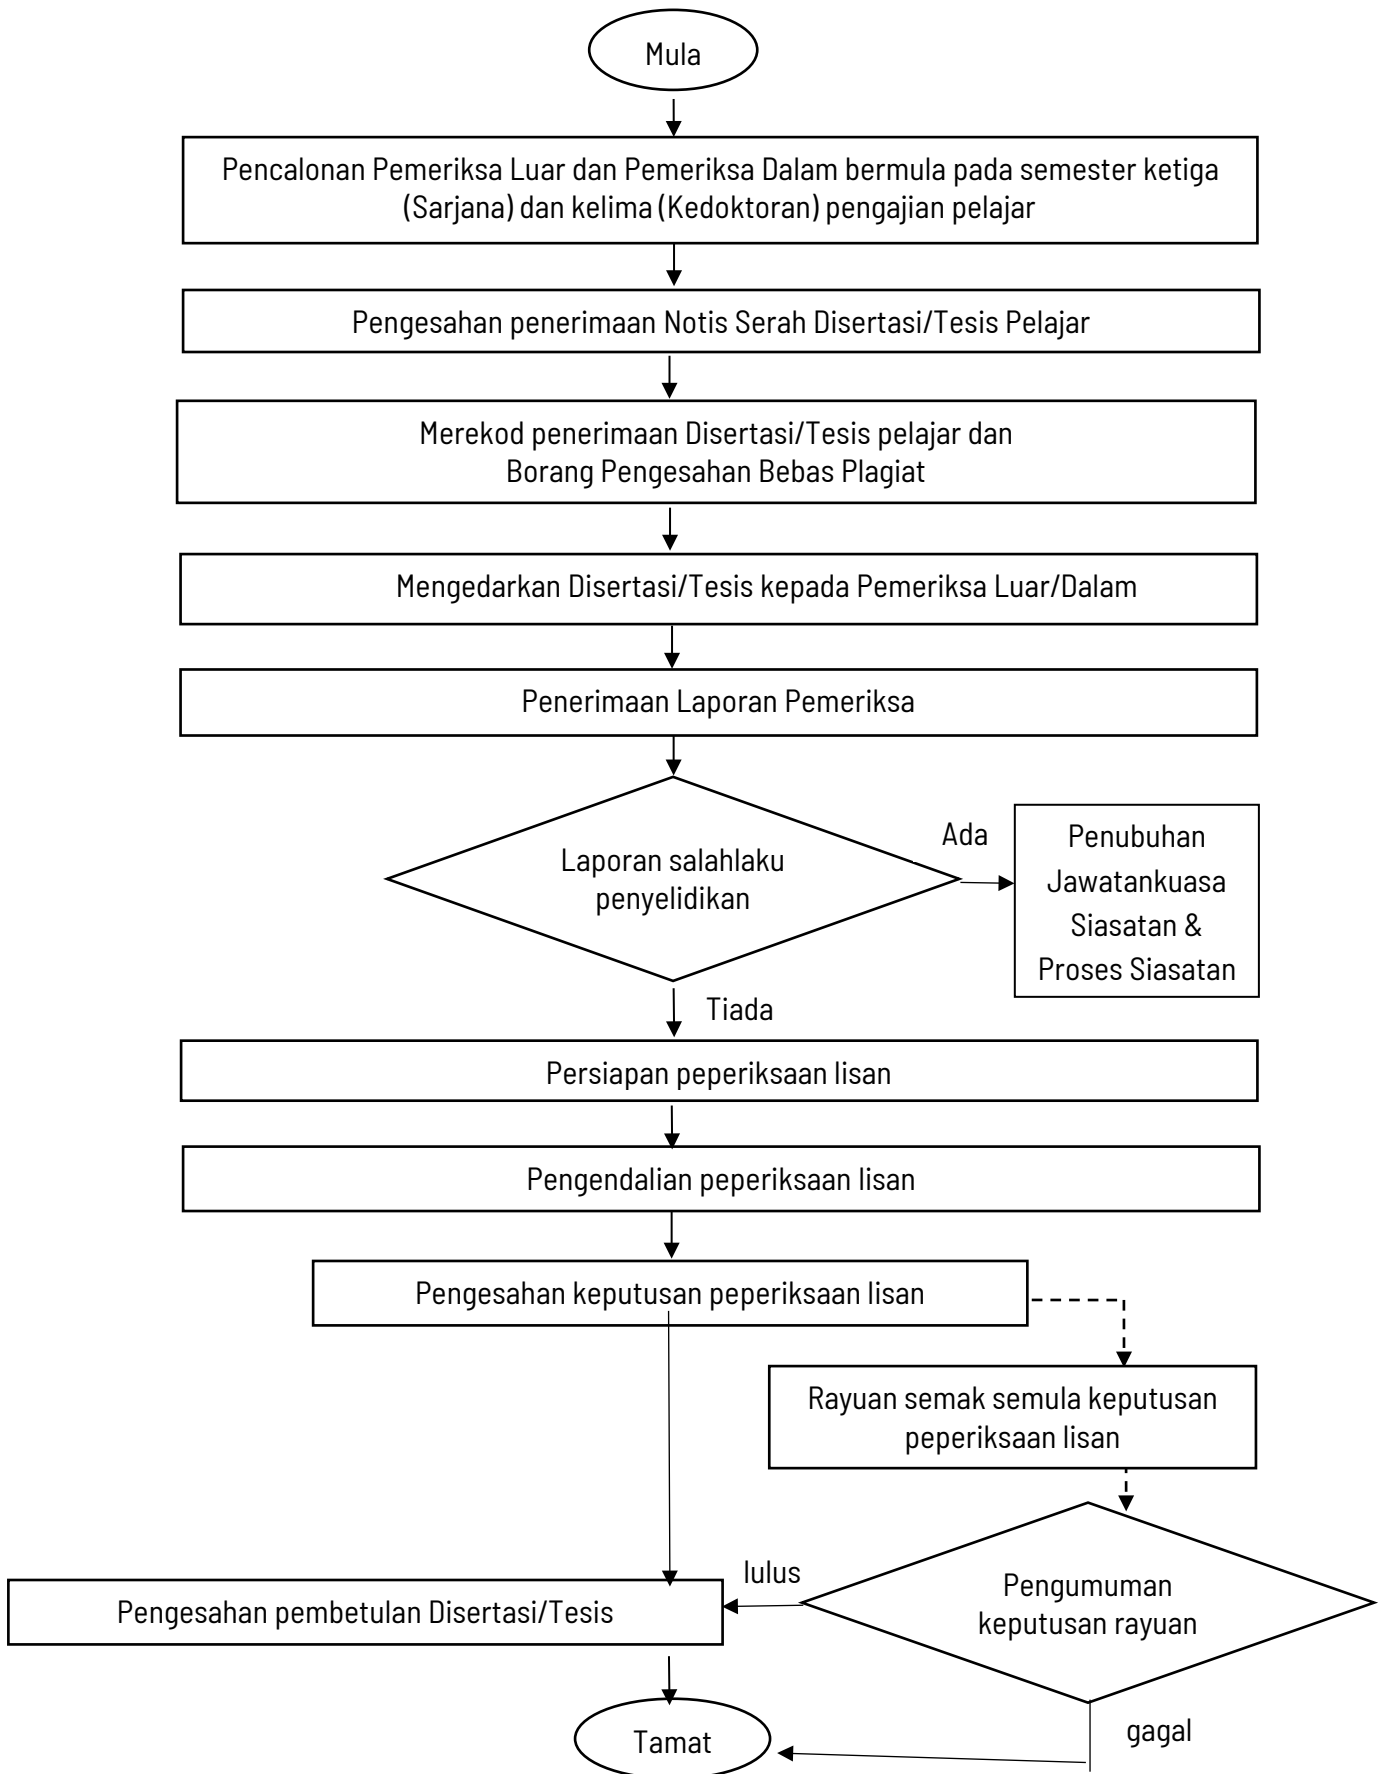 Mula
Pencalonan Pemeriksa Luar dan Pemeriksa Dalam bermula pada semester ketiga
(Sarjana) dan kelima (Kedoktoran) pengajian pelajar
Pengesahan penerimaan Notis Serah Disertasi/Tesis Pelajar
Merekod penerimaan Disertasi/Tesis pelajar dan
Borang Pengesahan Bebas Plagiat
Mengedarkan Disertasi/Tesis kepada Pemeriksa Luar/Dalam
Penerimaan Laporan Pemeriksa
Laporan salahlaku
penyelidikan
Ada
Penubuhan
Jawatankuasa
Siasatan &
Proses Siasatan
Tiada
Persiapan peperiksaan lisan
Pengendalian peperiksaan lisan
Pengesahan keputusan peperiksaan lisan
Rayuan semak semula keputusan
peperiksaan lisan
Pengumuman
keputusan rayuan
lulus
Pengesahan pembetulan Disertasi/Tesis
gagal
Tamat